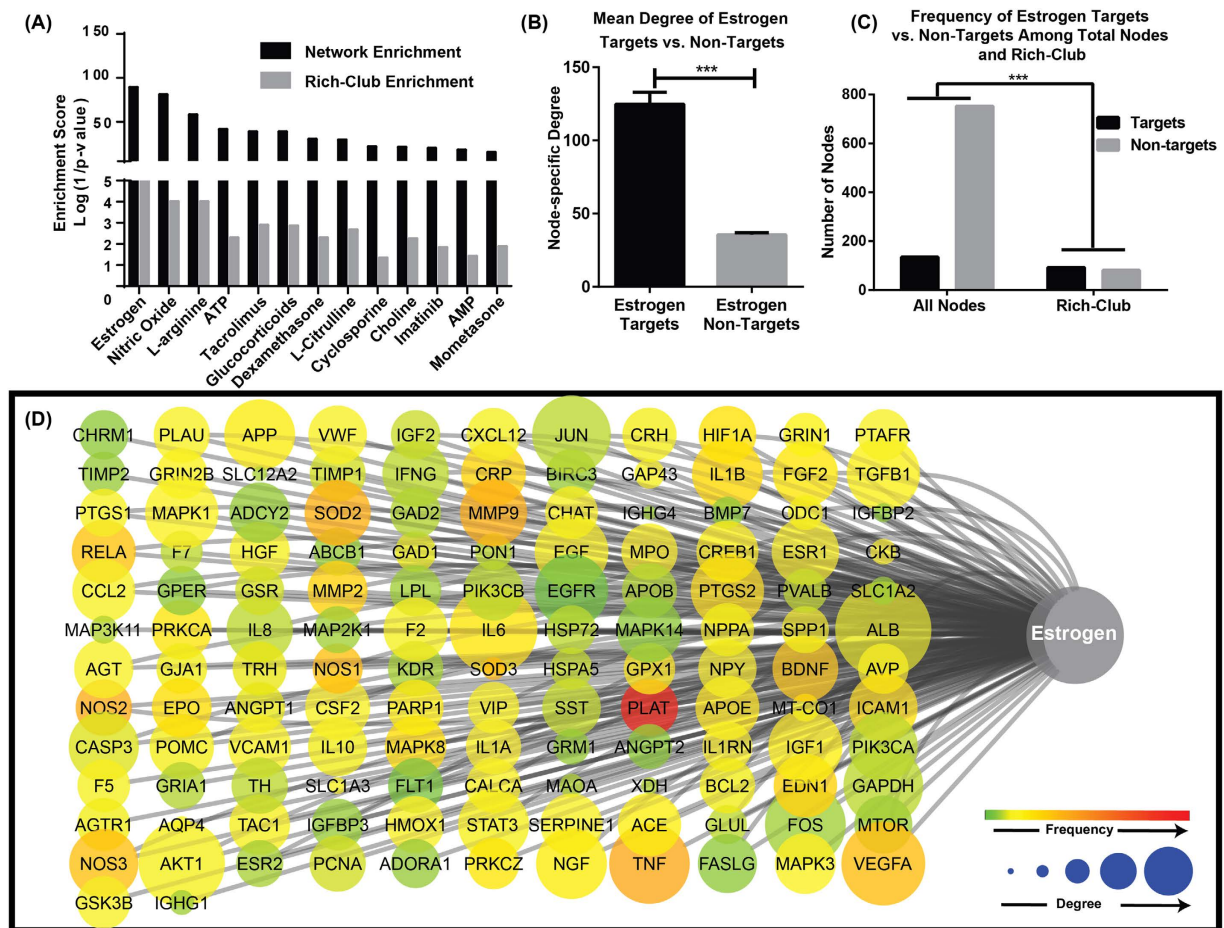 (A)
150
100
50
5
4
3
2
1
0
Enrichment Score
Log (1/p-value)
Network Enrichment
Rich-Club Enrichment
Estrogen
Nitric Oxide
L-arginine
ATP
Tacrolimus
Glucocorticoids
Dexamethasone
L-Citrulline
Cyclosporine
Choline
Imatinib
AMP
Mometasone
(B)
Mean Degree of Estrogen
Targets vs. Non-Targets
150
100
50
0
Node-specific Degree
***
Estrogen
Targets
Estrogen
Non-Targets
(C)
Frequency of Estrogen Targets
vs. Non-Targets Among Total Nodes
and Rich-Club
800
600
400
200
0
Number of Nodes
***
Targets
Non-targets
All Nodes
Rich-Club
(D)
CHRM1 PLAU APP VWF IGF2 CXCL12 JUN CRH HIF1A GRIN1 PTAFR
TIMP2 GRIN2B SLC12A2 TIMP1 IFNG CRP BIRC3 GAP43 IL1B FGF2 TGFB1
PTGS1 MAPK1 ADCY2 SOD2 GAD2 MMP9 CHAT IGHG4 BMP7 ODC1 IGFBP2
RELA F7 HGF ABCB1 GAD1 PON1 EGF MPO CREB1 ESR1 CKB
CCL2 GPER GSR MMP2 LPL PIK3CB EGFR APOB PTGS2 PVALB SLC1A2
MAP3K11 PRKCA IL8 MAP2K1 F2 IL6 HSP72 MAPK14 NPPA SPP1 ALB
AGT GJA1 TRH NOS1 KDR SOD3 HSPA5 GPX1 NPY BDNF AVP
NOS2 EPO ANGPT1 CSF2 PARP1 VIP SST PLAT APOE MT-CO1 ICAM1
CASP3 POMC VCAM1 IL10 MAPK8 IL1A GRM1 ANGPT2 IL1RN IGF1 PIK3CA
F5 GRIA1 TH SLC1A3 FLT1 CALCA MAOA XDH BCL2 EDN1 GAPDH
AGTR1 AQP4 TAC1 IGFBP3 HMOX1 STAT3 SERPINE1 ACE GLUL FOS MTOR
NOS3 AKT1 ESR2 PCNA ADORA1 PRKCZ NGF TNF FASLG MAPK3 VEGFA
GSK3B IGHG1
Estrogen
Frequency
Degree